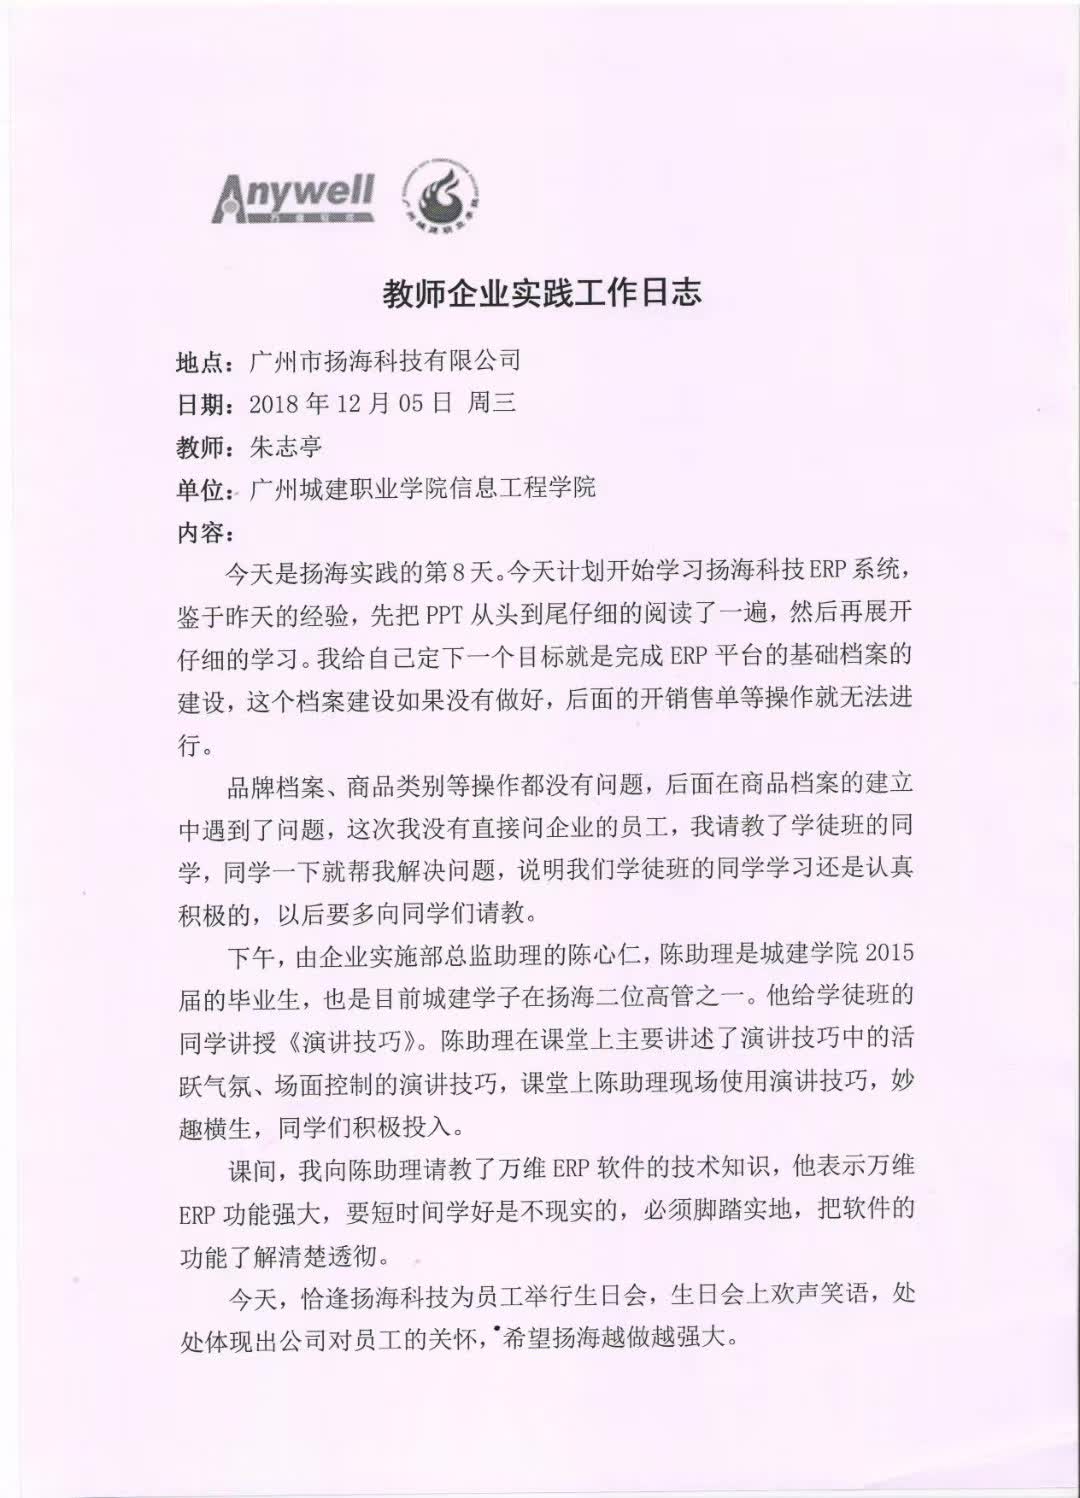 Anywell
教师企业实践工作日志
地点：广州市扬海科技有限公司
日期：2018 年 12 月 05 日 周三
教师：朱志亭
单位：广州城建职业学院信息工程学院
内容：
今天是扬海实践的第 8 天。今天计划开始学习扬海科技 ERP 系统，
鉴于昨天的经验，先把 PPT 从头到尾仔细的阅读了一遍，然后再展开
仔细的学习。我给自己定下一个目标就是完成 ERP 平台的基础档案的
建设，这个档案建设如果没有做好，后面的开销售单等操作就无法进
行。
品牌档案、商品类别等操作都没有问题，后面在商品档案的建立
中遇到了问题，这次我没有直接问企业的员工，我请教了学徒班的同
学，同学一下就帮我解决问题，说明我们学徒班的同学学习还是认真
积极的，以后要多向同学们请教。
下午，由企业实施部总监助理的陈心仁，陈助理是城建学院 2015
届的毕业生，也是目前城建学子在扬海二位高管之一。他给学徒班的
同学讲授《演讲技巧》。陈助理在课堂上主要讲述了演讲技巧中的活
跃气氛、场面控制的演讲技巧，课堂上陈助理现场使用演讲技巧，妙
趣横生，同学们积极投入。
课间，我向陈助理请教了万维 ERP 软件的技术知识，他表示万维
ERP 功能强大，要短时间学好是不现实的，必须脚踏实地，把软件的
功能了解清楚透彻。
今天，恰逢扬海科技为员工举行生日会，生日会上欢声笑语，处
处体现出公司对员工的关怀，希望扬海越做越强大。